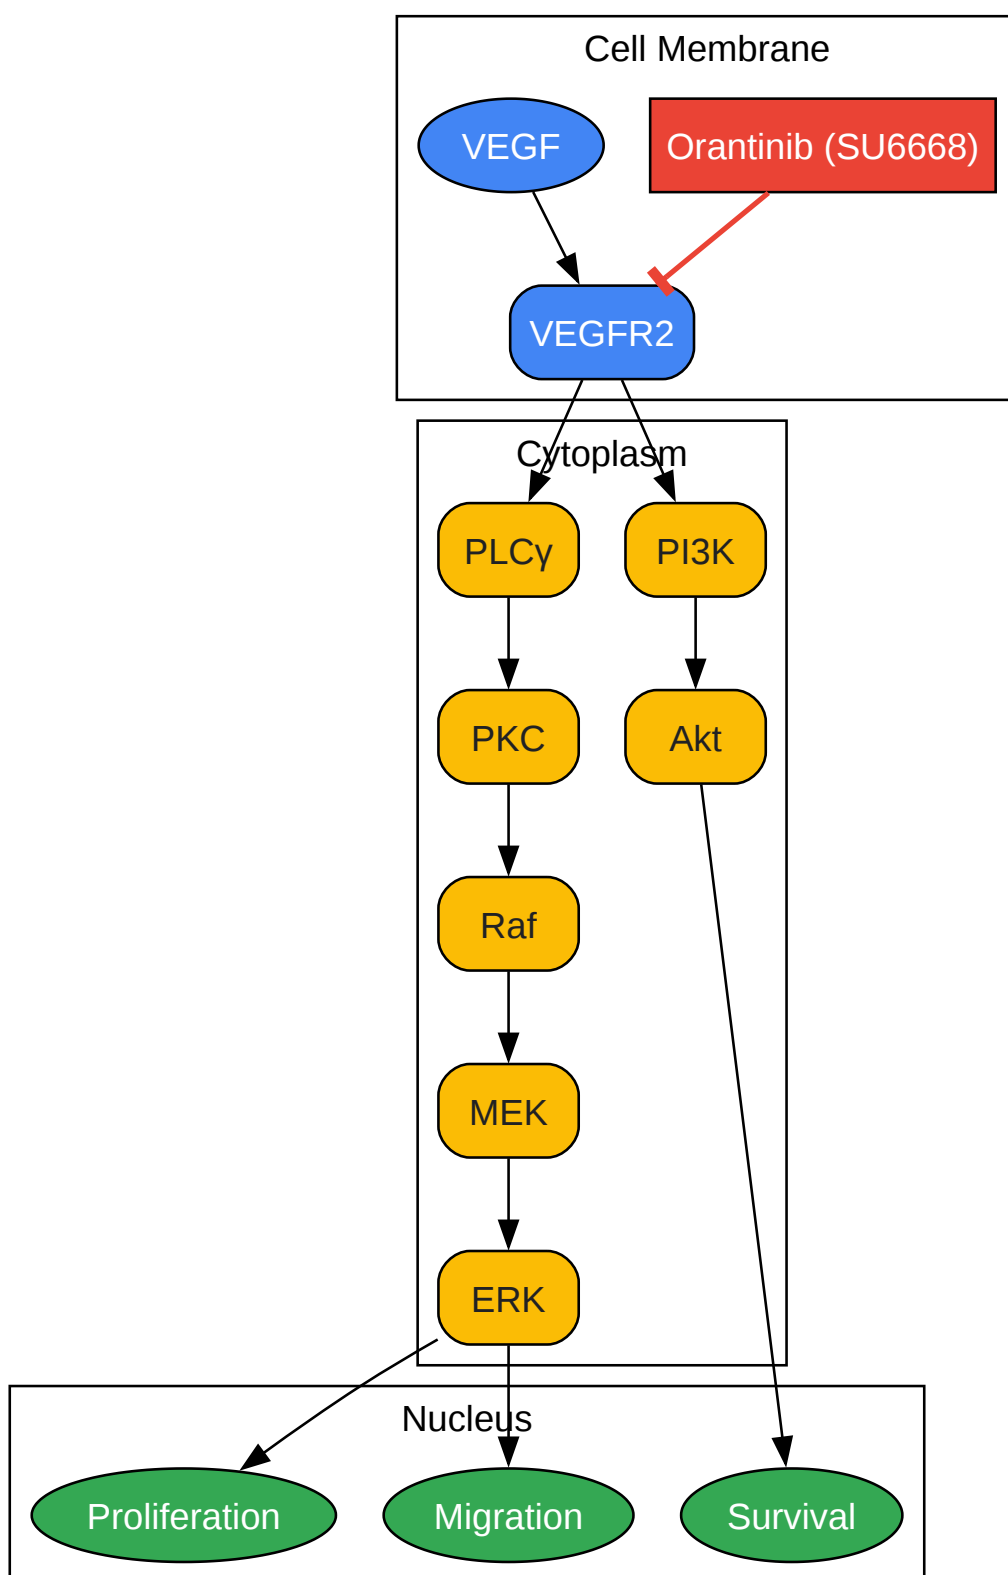 Cell Membrane
VEGF
Orantinib (SU6668)
VEGFR2
Cytoplasm
PLCγ
PI3K
PKC
Akt
Raf
MEK
ERK
Nucleus
Proliferation
Migration
Survival